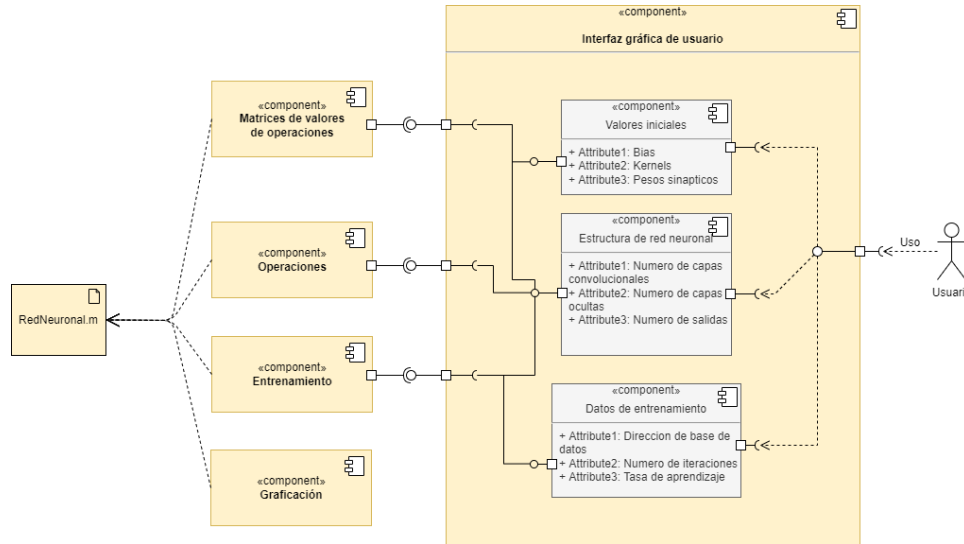 «component»
Interfaz gráfica de usuario
«component»
Matrices de valores
de operaciones
«component»
Valores iniciales
+ Attribute1: Bias
+ Attribute2: Kernels
+ Attribute3: Pesos sinapticos
«component»
Operaciones
«component»
Estructura de red neuronal
+ Attribute1: Numero de capas
convolucionales
+ Attribute2: Numero de capas
ocultas
+ Attribute3: Numero de salidas
Uso
Usuari
RedNeuronal.m
«component»
Entrenamiento
«component»
Datos de entrenamiento
+ Attribute1: Direccion de base de
datos
+ Attribute2: Numero de iteraciones
+ Attribute3: Tasa de aprendizaje
«component»
Graficación